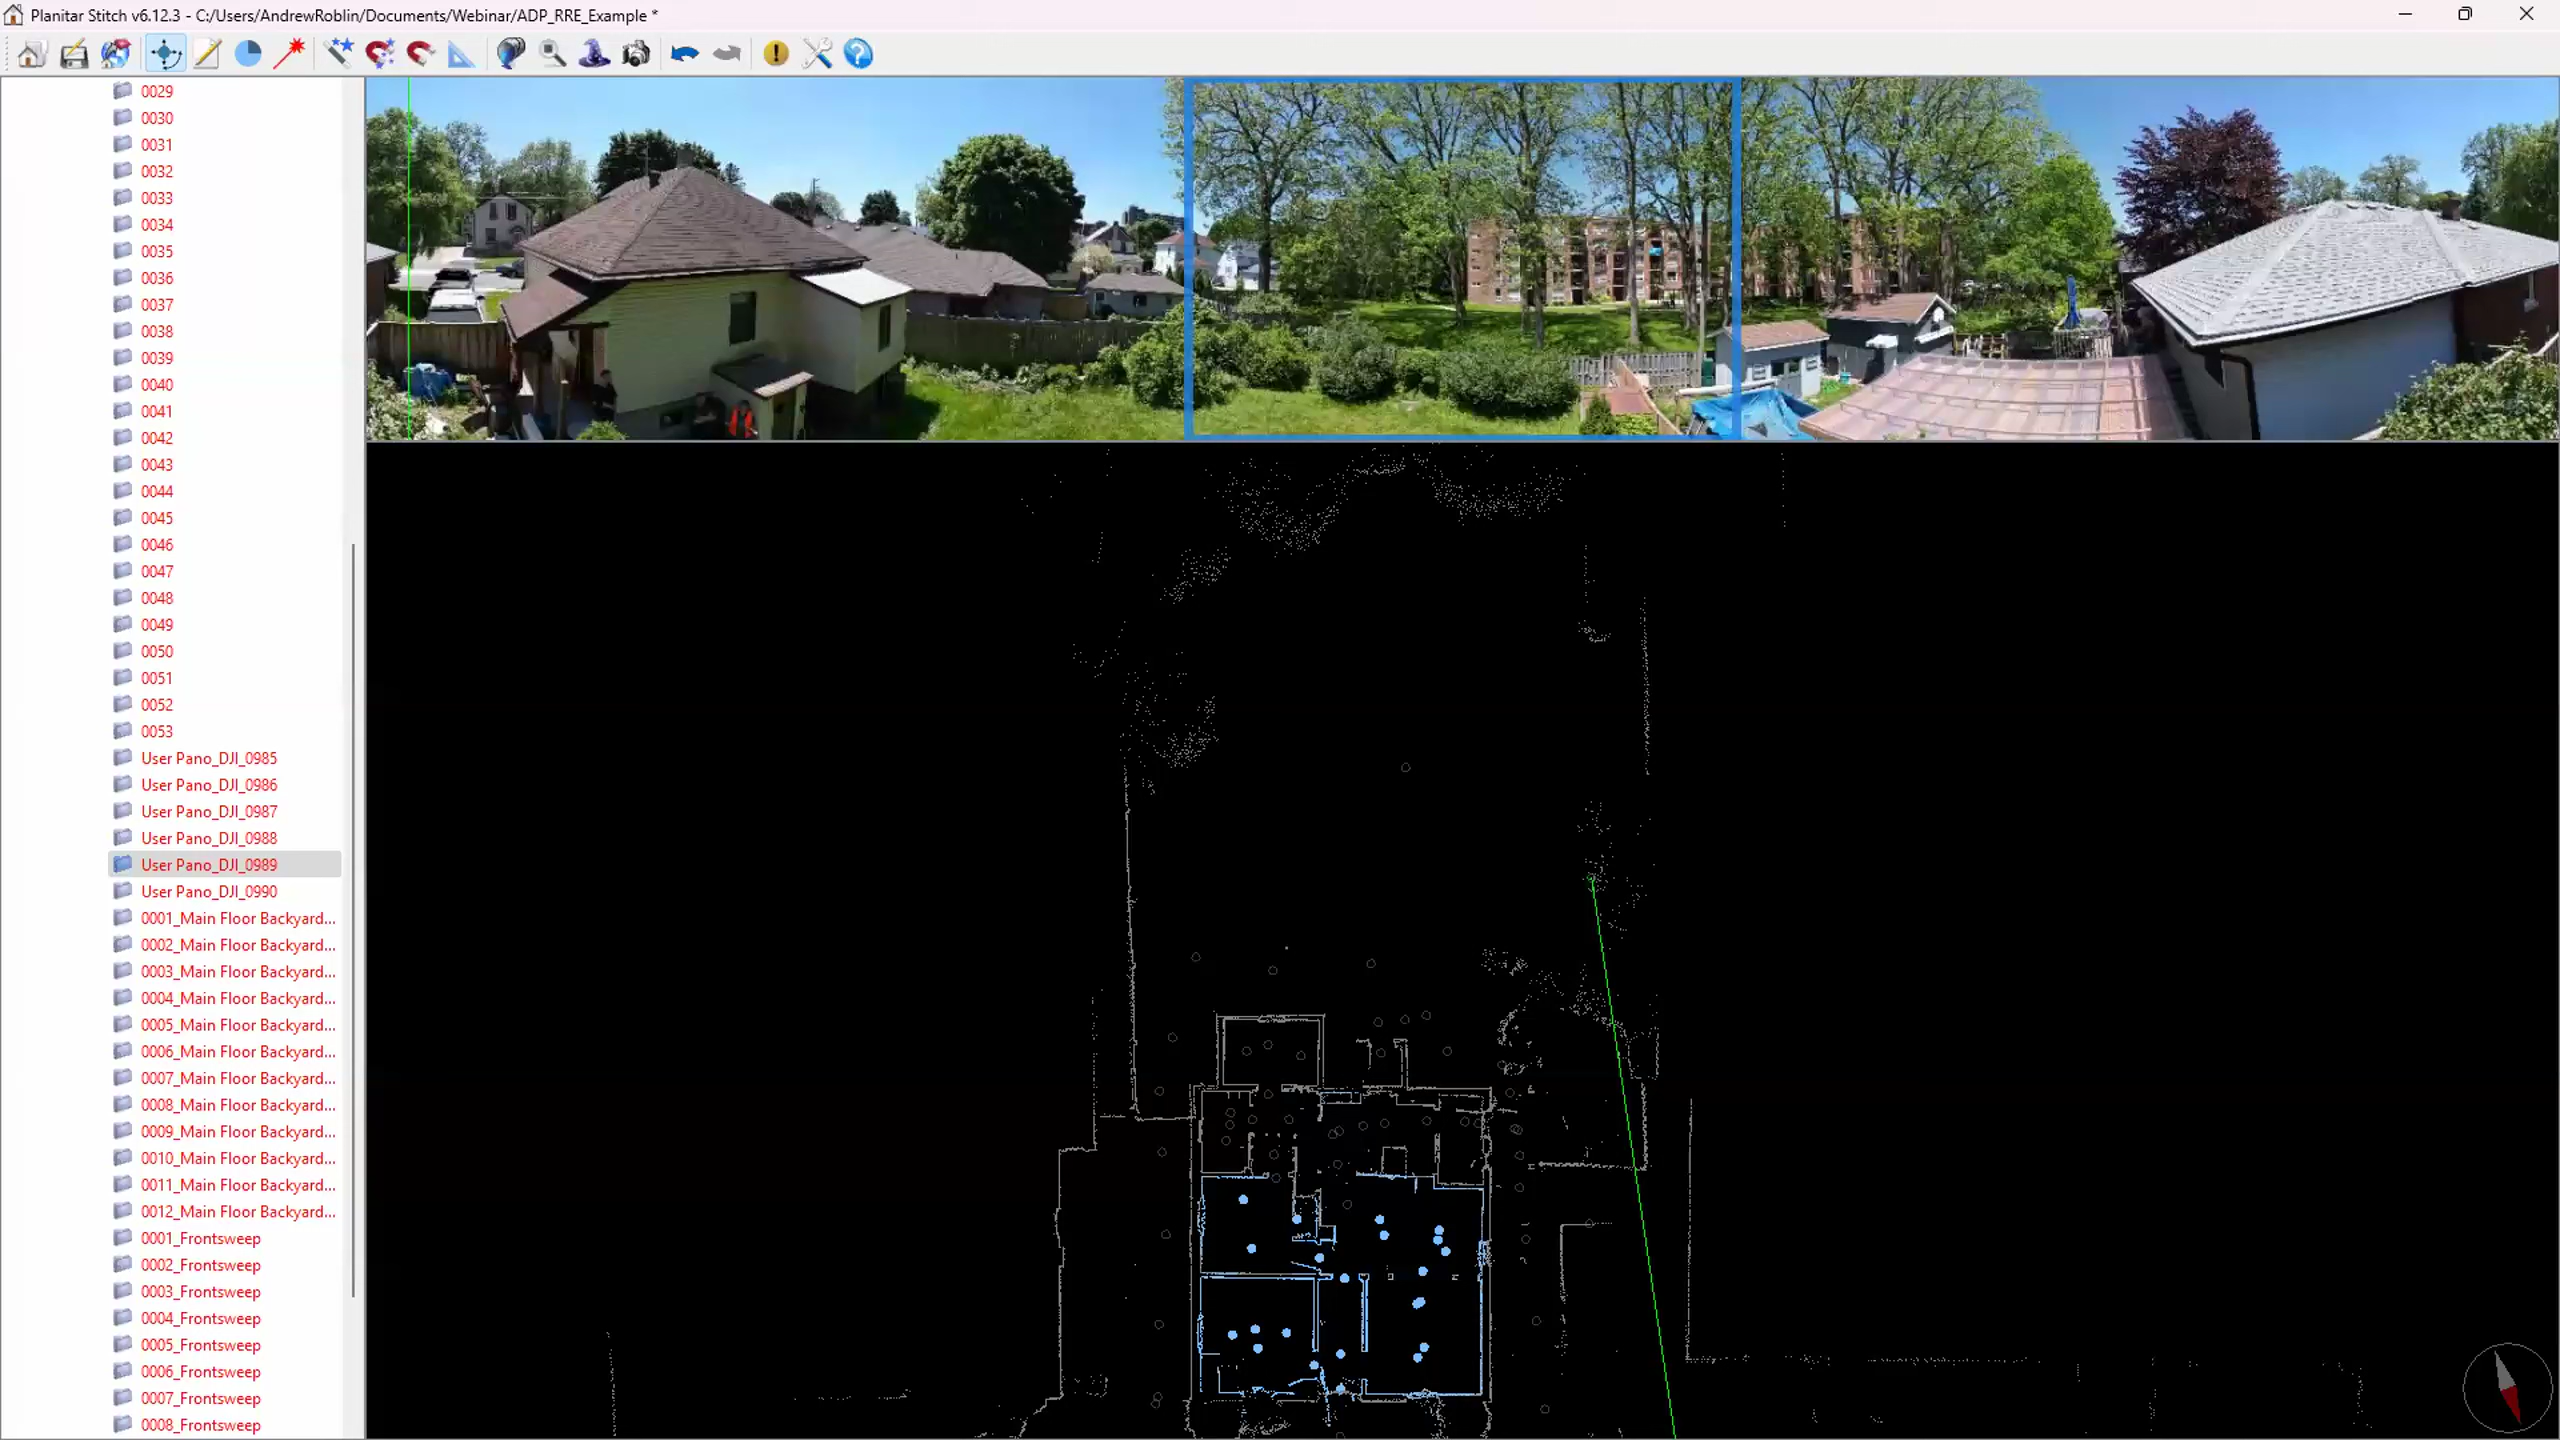 Planitar Stitch v6.12.3 - C:/Users/AndrewRoblin/Documents/Webinar/ADP_RRE_Example *
0029
0030
0031
0032
0033
0034
0035
0036
0037
0038
0039
0040
0041
0042
0043
0044
0045
0046
0047
0048
0049
0050
0051
0052
0053
User Pano_DJI_0985
User Pano_DJI_0986
User Pano_DJI_0987
User Pano_DJI_0988
User Pano_DJI_0989
User Pano_DJI_0990
0001_Main Floor Backyard...
0002_Main Floor Backyard...
0003_Main Floor Backyard...
0004_Main Floor Backyard...
0005_Main Floor Backyard...
0006_Main Floor Backyard...
0007_Main Floor Backyard...
0008_Main Floor Backyard...
0009_Main Floor Backyard...
0010_Main Floor Backyard...
0011_Main Floor Backyard...
0012_Main Floor Backyard...
0001_Frontsweep
0002_Frontsweep
0003_Frontsweep
0004_Frontsweep
0005_Frontsweep
0006_Frontsweep
0007_Frontsweep
0008_Frontsweep